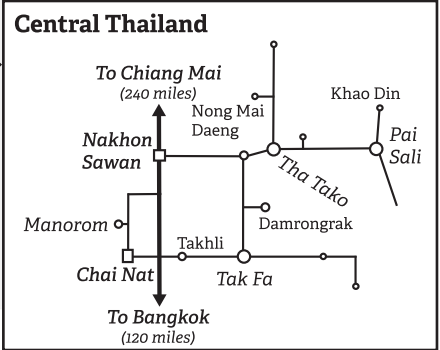 Central Thailand
To Chiang Mai
(240 miles)
Khao Din
Nong Mai
Daeng
Nakhon
Sawan
Pai
Sali
Tha Tako
Manorom
Damrongrak
Takhli
Chai Nat
Tak Fa
To Bangkok
(120 miles)